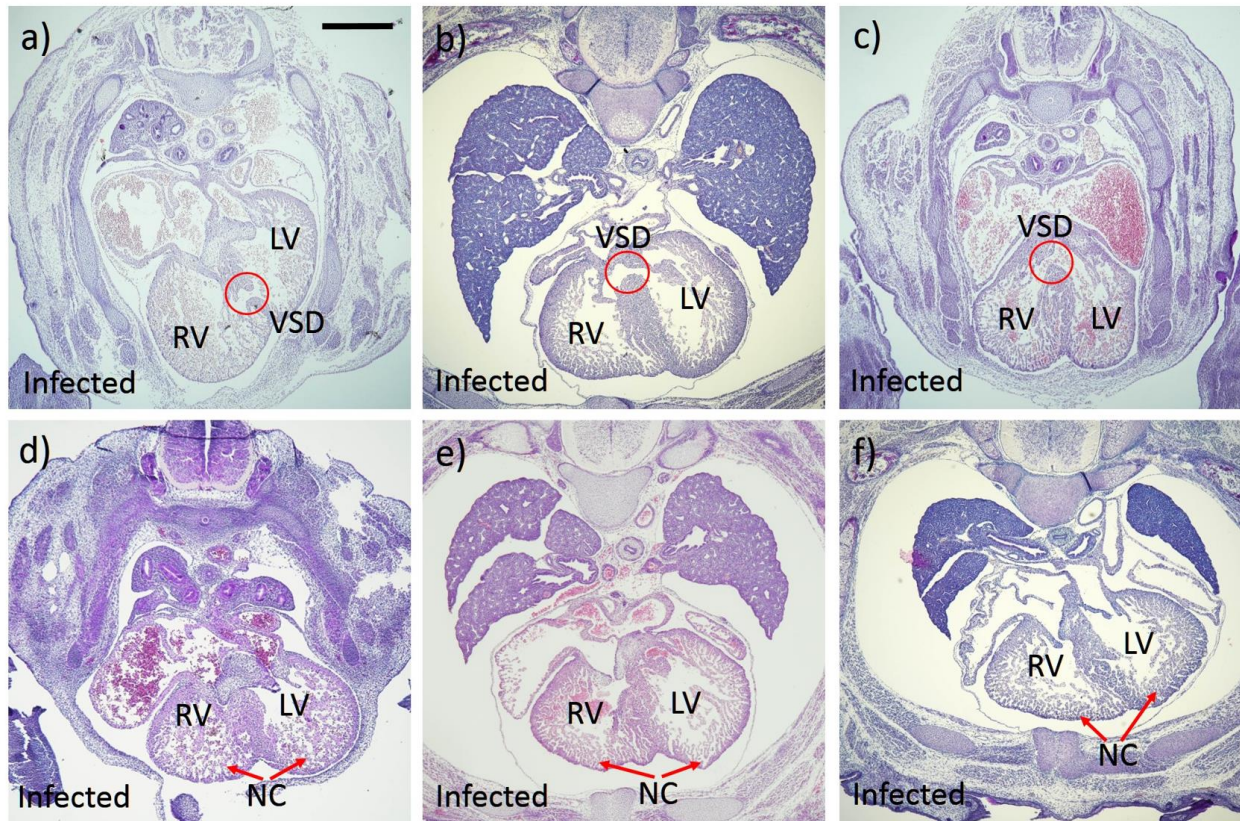 a)
LV
VSD
RV
Infected
b)
VSD
LV
RV
Infected
c)
VSD
RV
LV
Infected
d)
RV
LV
NC
Infected
e)
RV
LV
NC
Infected
f)
LV
RV
NC
Infected